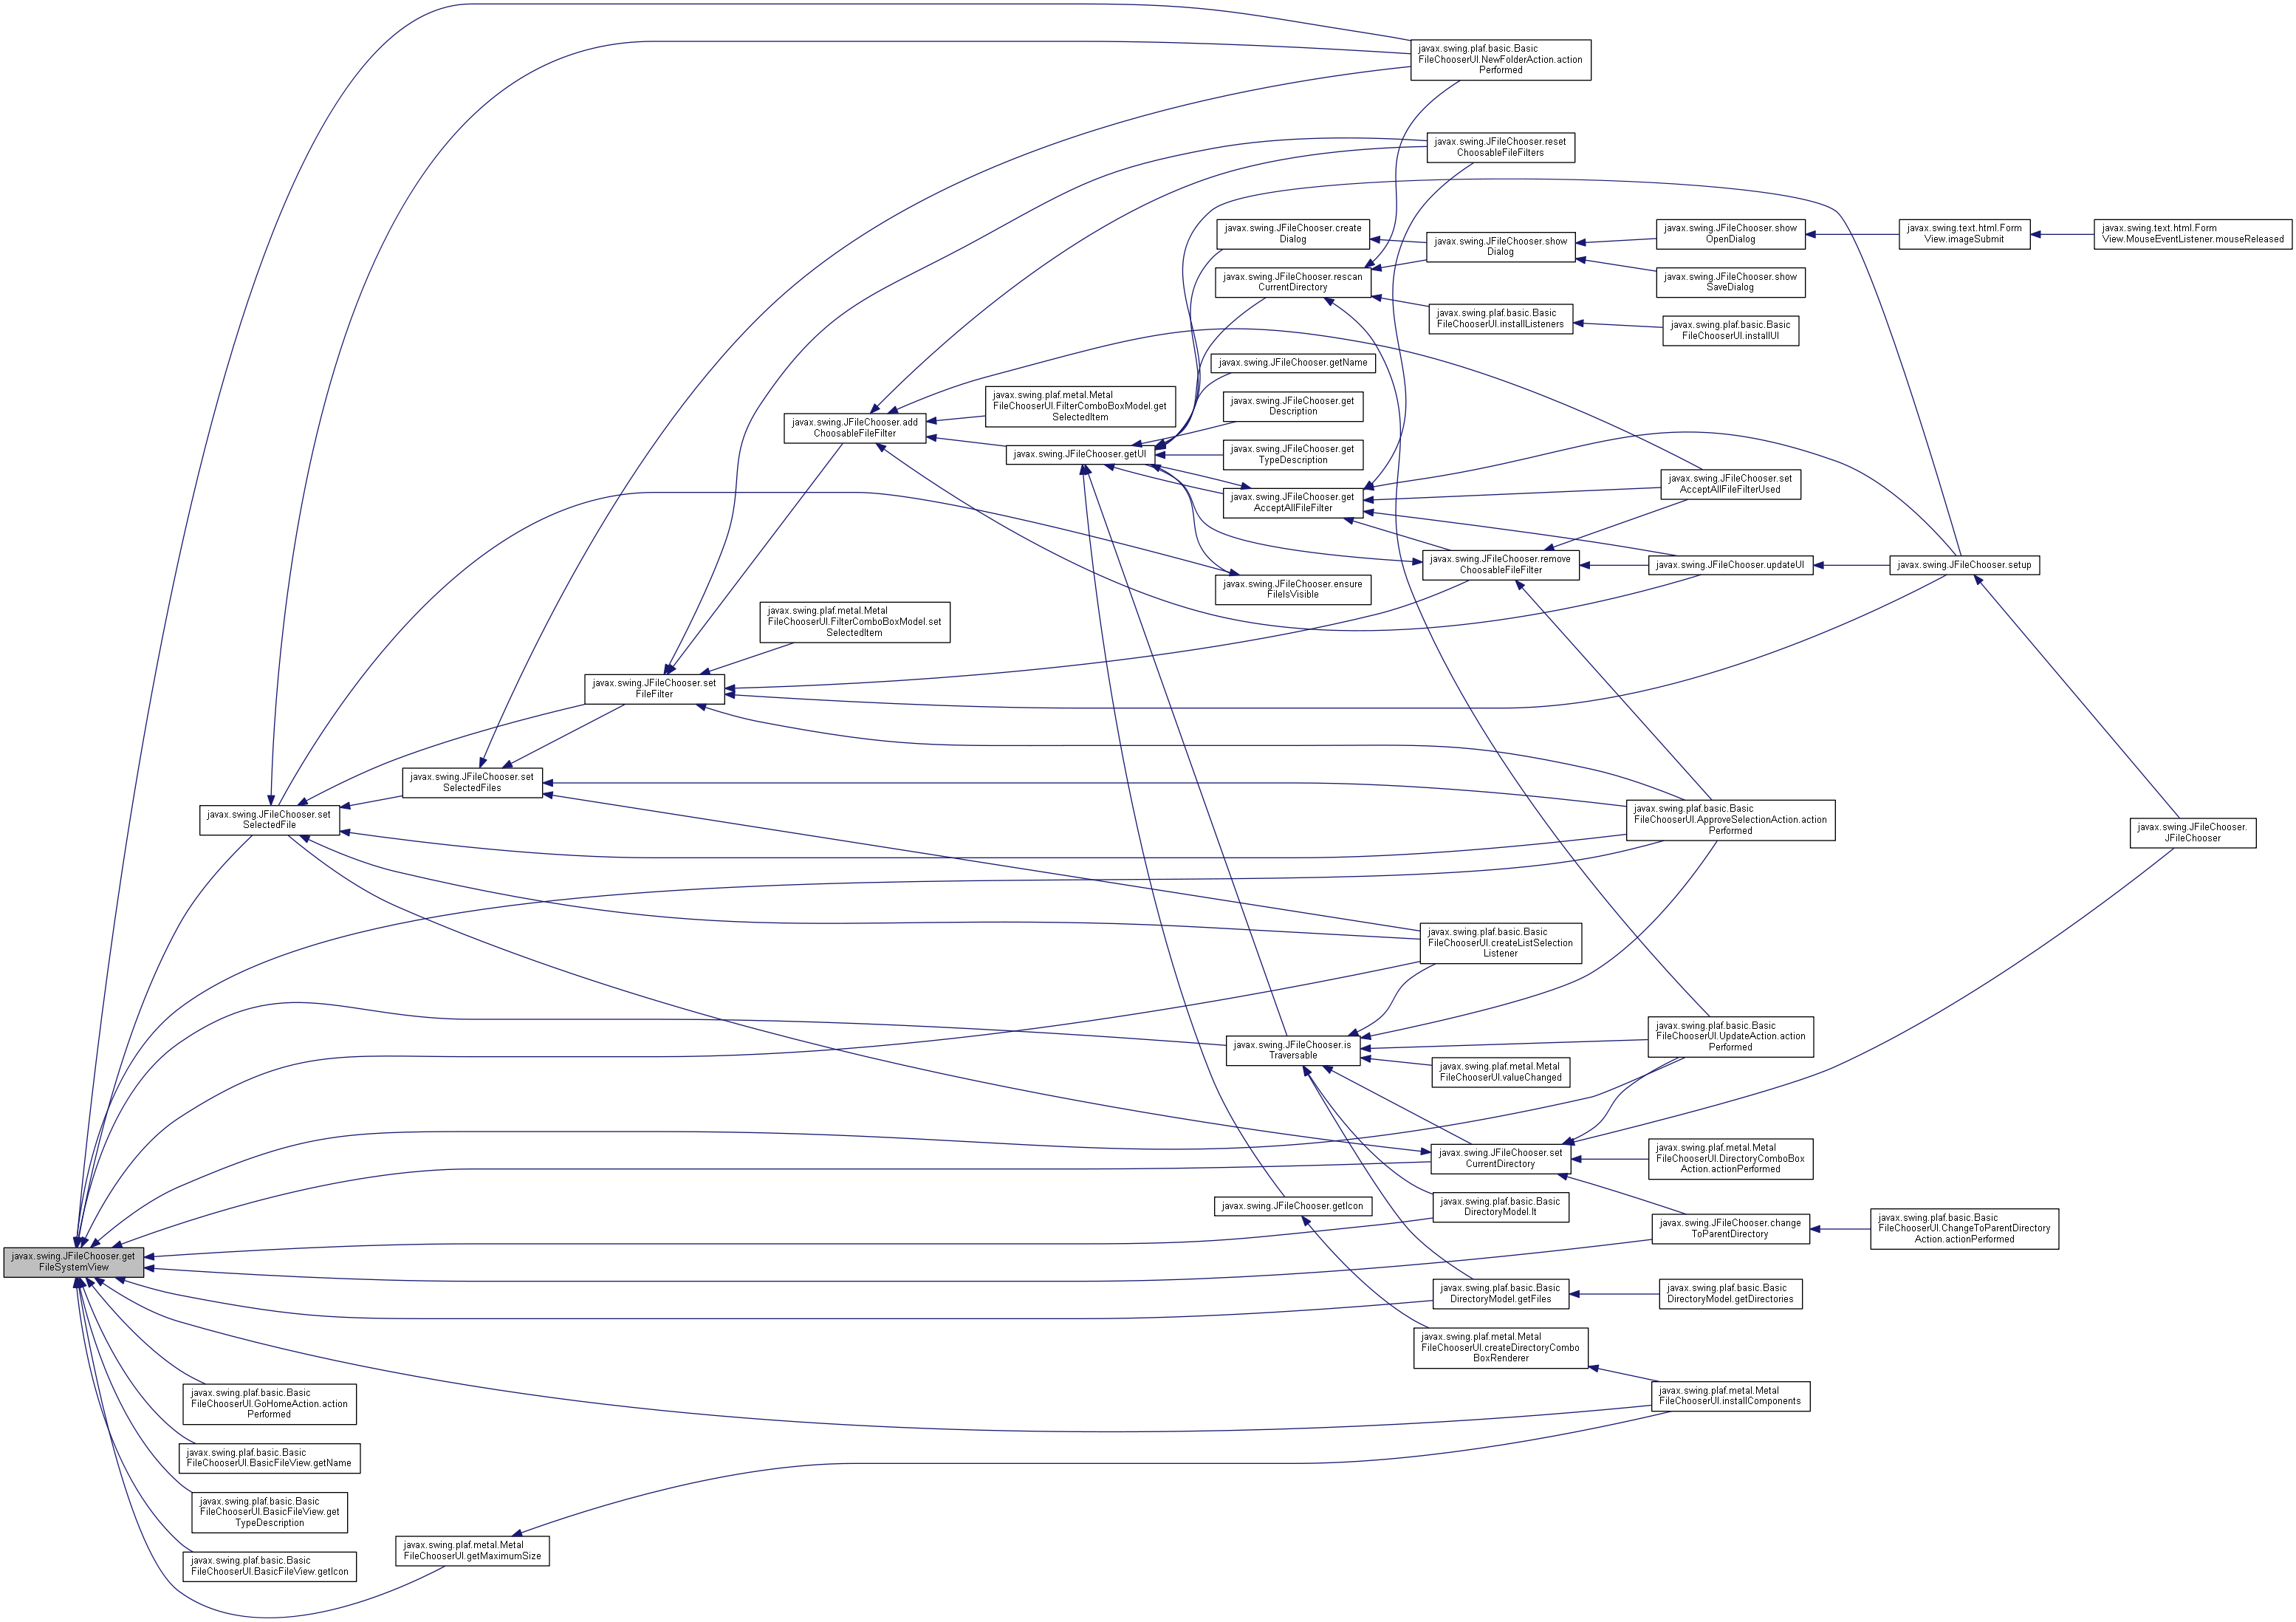 javax.swing.plaf.basic.Basic
FileChooserUI.NewFolderAction.action
Performed
javax.swing.JFileChooser.reset
ChoosableFileFilters
javax.swing.JFileChooser.create
Dialog
javax.swing.JFileChooser.show
Dialog
javax.swing.JFileChooser.show
OpenDialog
javax.swing.text.html.Form
View.imageSubmit
javax.swing.text.html.Form
View.MouseEventListener.mouseReleased
javax.swing.JFileChooser.rescan
CurrentDirectory
javax.swing.JFileChooser.show
SaveDialog
javax.swing.plaf.basic.Basic
FileChooserUI.installListeners
javax.swing.plaf.basic.Basic
FileChooserUI.installUI
javax.swing.JFileChooser.getName
javax.swing.plaf.metal.Metal
FileChooserUI.FilterComboBoxModel.get
SelectedItem
javax.swing.JFileChooser.get
Description
javax.swing.JFileChooser.add
ChoosableFileFilter
javax.swing.JFileChooser.getUI
javax.swing.JFileChooser.get
TypeDescription
javax.swing.JFileChooser.get
AcceptAllFileFilter
javax.swing.JFileChooser.set
AcceptAllFileFilterUsed
javax.swing.JFileChooser.remove
ChoosableFileFilter
javax.swing.JFileChooser.updateUI
javax.swing.JFileChooser.setup
javax.swing.JFileChooser.ensure
FileIsVisible
javax.swing.plaf.metal.Metal
FileChooserUI.FilterComboBoxModel.set
SelectedItem
javax.swing.JFileChooser.set
FileFilter
javax.swing.JFileChooser.set
SelectedFiles
javax.swing.JFileChooser.set
SelectedFile
javax.swing.plaf.basic.Basic
FileChooserUI.ApproveSelectionAction.action
Performed
javax.swing.JFileChooser.
JFileChooser
javax.swing.plaf.basic.Basic
FileChooserUI.createListSelection
Listener
javax.swing.JFileChooser.is
Traversable
javax.swing.plaf.basic.Basic
FileChooserUI.UpdateAction.action
Performed
javax.swing.plaf.metal.Metal
FileChooserUI.valueChanged
javax.swing.JFileChooser.set
CurrentDirectory
javax.swing.plaf.metal.Metal
FileChooserUI.DirectoryComboBox
Action.actionPerformed
javax.swing.JFileChooser.getIcon
javax.swing.plaf.basic.Basic
DirectoryModel.lt
javax.swing.JFileChooser.change
ToParentDirectory
javax.swing.plaf.basic.Basic
FileChooserUI.ChangeToParentDirectory
Action.actionPerformed
javax.swing.JFileChooser.get
FileSystemView
javax.swing.plaf.basic.Basic
DirectoryModel.getFiles
javax.swing.plaf.basic.Basic
DirectoryModel.getDirectories
javax.swing.plaf.metal.Metal
FileChooserUI.createDirectoryCombo
BoxRenderer
javax.swing.plaf.basic.Basic
FileChooserUI.GoHomeAction.action
Performed
javax.swing.plaf.metal.Metal
FileChooserUI.installComponents
javax.swing.plaf.basic.Basic
FileChooserUI.BasicFileView.getName
javax.swing.plaf.basic.Basic
FileChooserUI.BasicFileView.get
TypeDescription
javax.swing.plaf.metal.Metal
FileChooserUI.getMaximumSize
javax.swing.plaf.basic.Basic
FileChooserUI.BasicFileView.getIcon